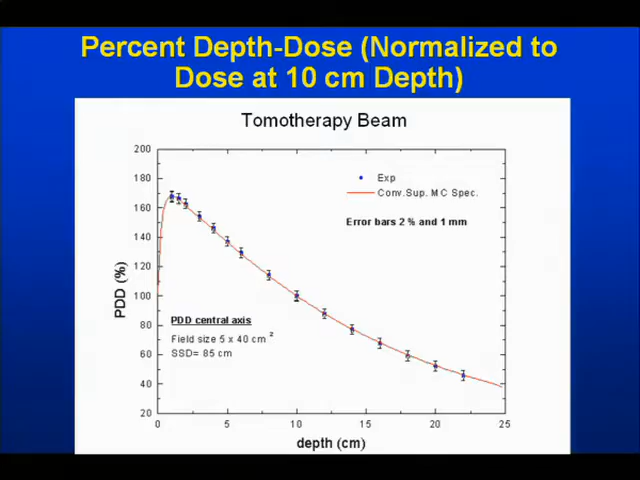 Percent Depth-Dose (Normalized to
Dose at 10 cm Depth)
Tomotherapy Beam
200
180
160
140
120
100
80
60
40
20
PDD (%)
Exp
Conv.Sup. MC Spec.
Error bars 2 % and 1 mm
PDD central axis
Field size 5 x 40 cm 2
SSD= 85 cm
0
5
10
15
20
25
depth (cm)